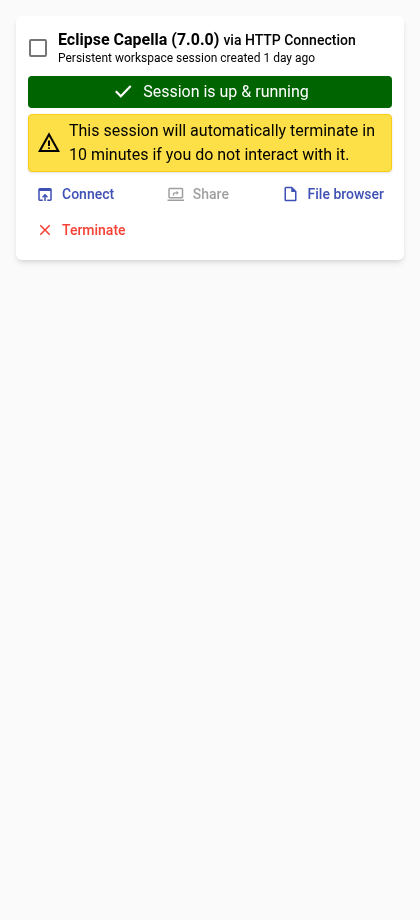 Eclipse Capella (7.0.0) via HTTP Connection
Persistent workspace session created 1 day ago
Session is up & running
This session will automatically terminate in
10 minutes if you do not interact with it.
Connect Share File browser
Terminate